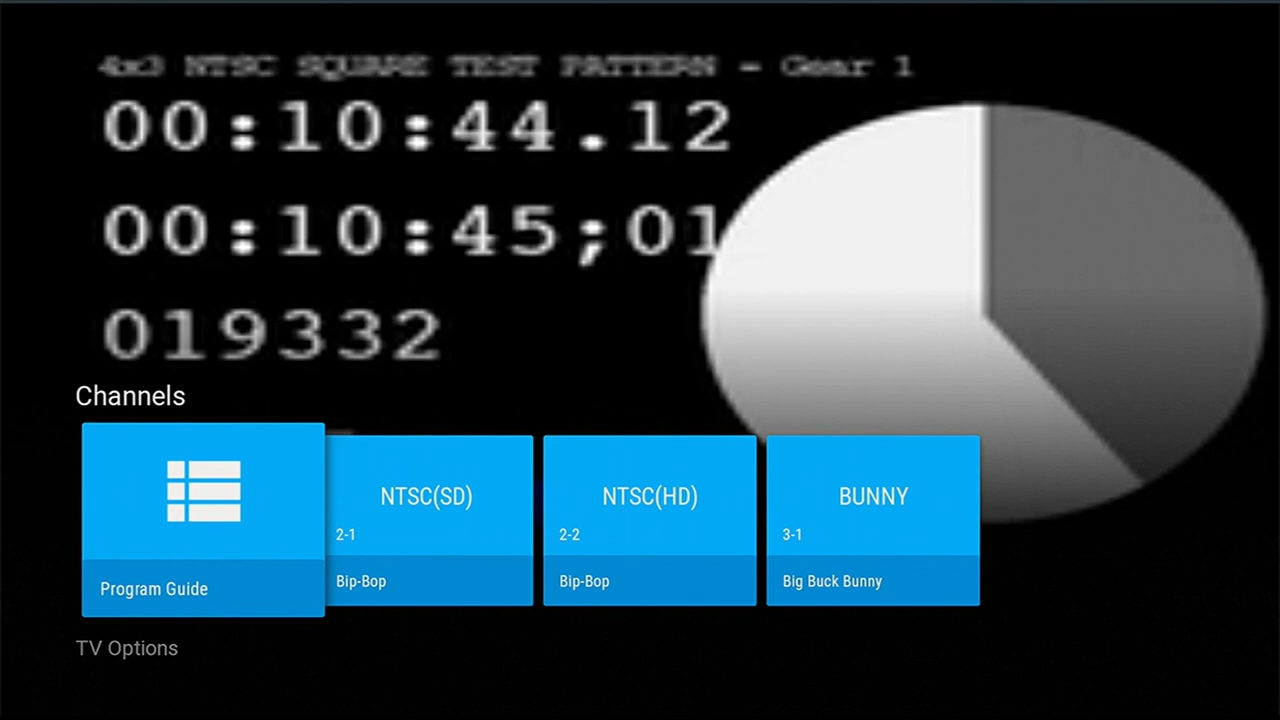 4x3 NTSC SQUARE TEST PATTERN - Gear 1
00:10:44.12
00:10:45;01
019332
Channels
Program Guide
NTSC(SD)
2-1
Bip-Bop
NTSC(HD)
2-2
Bip-Bop
BUNNY
3-1
Big Buck Bunny
TV Options